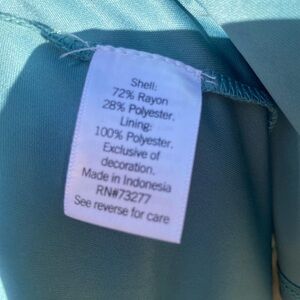 Shell:
72% Rayon
28% Polyester.
Lining:
100% Polyester.
Exclusive of
decoration.
Made in Indonesia
RN#73277
See reverse for care